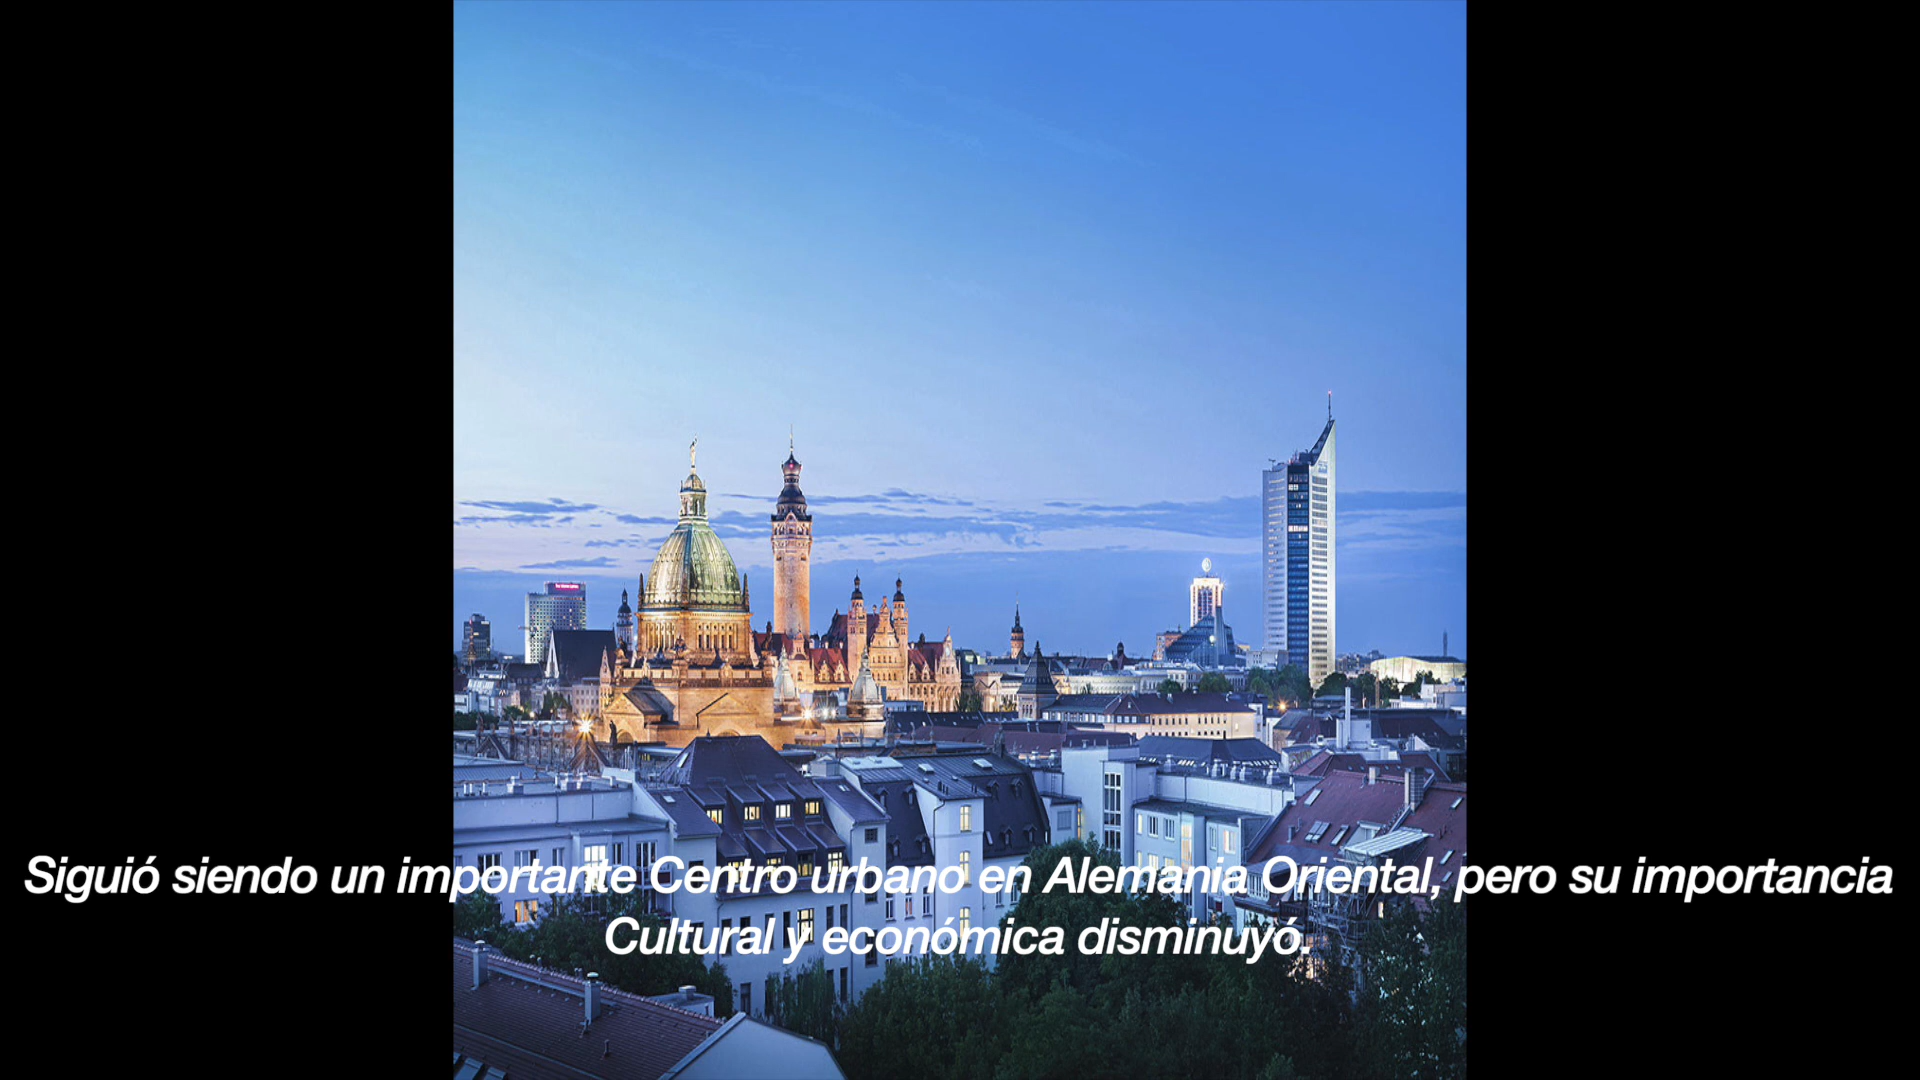 Siguió siendo un importante Centro urbano en Alemania Oriental, pero su importancia
Cultural y económica disminuyó.